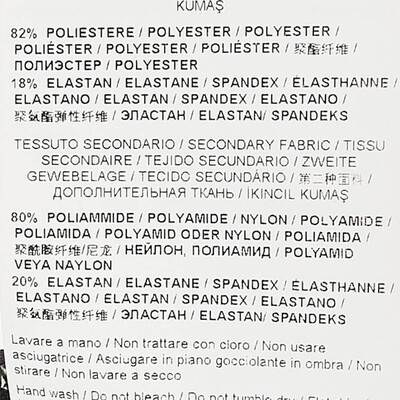 KUMAŞ
82% POLIESTERE / POLYESTER / POLYESTER /
POLIÉSTER / POLYESTER / POLIÉSTER / 聚酯纤维 /
ПОЛИЭСТЕР / POLYESTER
18% ELASTAN / ELASTANE / SPANDEX / ÉLASTHANNE /
ELASTANO / ELASTAN / SPANDEX / ELASTANO /
聚氨酯弹性纤维 / ЭЛАСТАН / ELASTAN/ SPANDEKS
TESSUTO SECONDARIO / SECONDARY FABRIC / TISSU
SECONDAIRE / TEJIDO SECUNDARIO / ZWEITE
GEWEBELAGE / TECIDO SECUNDÁRIO / 第二种面料 /
ДОПОЛНИТЕЛЬНАЯ ТКАНЬ / İKINCIL KUMAŞ
80% POLIAMMIDE / POLYAMIDE / NYLON / POLYAMIDE /
POLIAMIDA / POLYAMID ODER NYLON / POLIAMIDA /
聚酰胺纤维/尼龙 / НЕЙЛОН, ПОЛИАМИД / POLYAMID
VEYA NAYLON
20% ELASTAN / ELASTANE / SPANDEX / ÉLASTHANNE /
ELASTANO / ELASTAN / SPANDEX / ELASTANO /
聚氨酯弹性纤维 / ЭЛАСТАН / ELASTAN/ SPANDEKS
Lavare a mano / Non trattare con cloro / Non usare
asciugatrice / Asciugare in piano gocciolante in ombra / Non
stirare / Non lavare a secco
Hand wash / Do not bleach / Do not tumble dry /